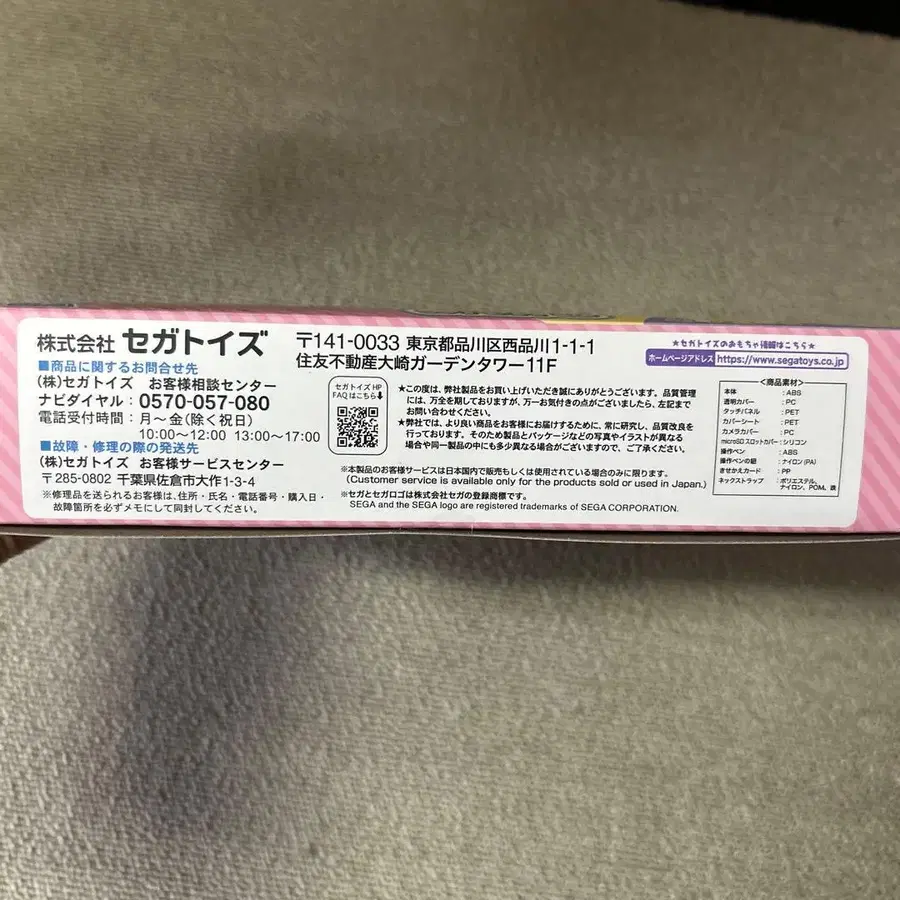 株式会社 セガトイズ
〒141-0033 東京都品川区西品川1-1-1
住友不動産大崎ガーデンタワー11F
★セガトイズのおもちゃ情報はこちら★
ホームページアドレス https://www.segatoys.co.jp
■商品に関するお問合せ先
(株)セガトイズ お客様相談センター
ナビダイヤル：0570-057-080
電話受付時間：月～金(除く祝日)
10:00～12:00 13:00～17:00
■故障・修理の際の発送先
(株)セガトイズ お客様サービスセンター
〒285-0802 千葉県佐倉市大作1-3-4
※修理品を送られるお客様は、住所・氏名・電話番号・購入日・
故障箇所を必ずメモにして同封してください。
セガトイズ HP
FAQ はこちら
★この度は、弊社製品をお買い上げいただき誠にありがとうございます。品質管理
には、万全を期しておりますが、万一お気付きの点がございましたら、左記まで
お問い合わせください。
★弊社では、より良い商品をお客様にお届けするために、常に研究し、品質改良を
行っております。そのため製品とパッケージなどの写真やイラストが異なる
場合や同一製品の中にも多少異なる場合がございますので、ご了承ください。
※本製品のお客様サービスは日本国内で販売もしくは使用されている場合のみに限ります。
(Customer service is available only for the products sold or used in Japan.)
※セガとセガロゴは株式会社セガの登録商標です。
SEGA and the SEGA logo are registered trademarks of SEGA CORPORATION.
<商品素材>
本体 : ABS
透明カバー : PC
タッチパネル : PET
カバーシート : PET
カメラカバー : PC
microSDスロットカバー : シリコン
操作ペン : ABS
操作ペンの紐 : ナイロン(PA)
きせかえカード : PP
ネックストラップ : ポリエステル、
ナイロン、POM、鉄